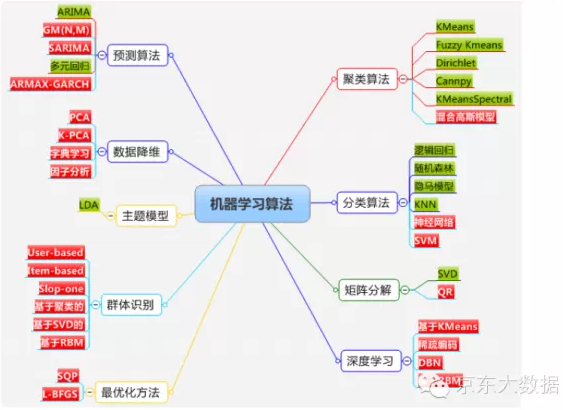 机器学习算法
预测算法
ARIMA
GM(N,M)
SARIMA
多元回归
ARMAX-GARCH
数据降维
PCA
K-PCA
字典学习
因子分析
主题模型
LDA
群体识别
User-based
Item-based
Slop-one
基于聚类的
基于SVD的
基于RBM
最优化方法
SQP
L-BFGS
聚类算法
KMeans
Fuzzy Kmeans
Dirichlet
Cannpy
KMeansSpectral
混合高斯模型
分类算法
逻辑回归
随机森林
隐马模型
KNN
神经网络
SVM
矩阵分解
SVD
QR
深度学习
基于KMeans
稀疏编码
DBN
京东大数据